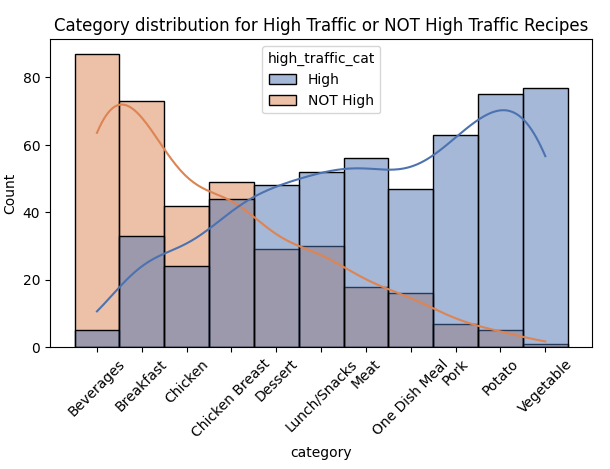 Category distribution for High Traffic or NOT High Traffic Recipes
high_traffic_cat
High
NOT High
Count
80
60
40
20
0
Beverages
Breakfast
Chicken
Chicken Breast
Dessert
Lunch/Snacks
Meat
One Dish Meal
Pork
Potato
Vegetable
category